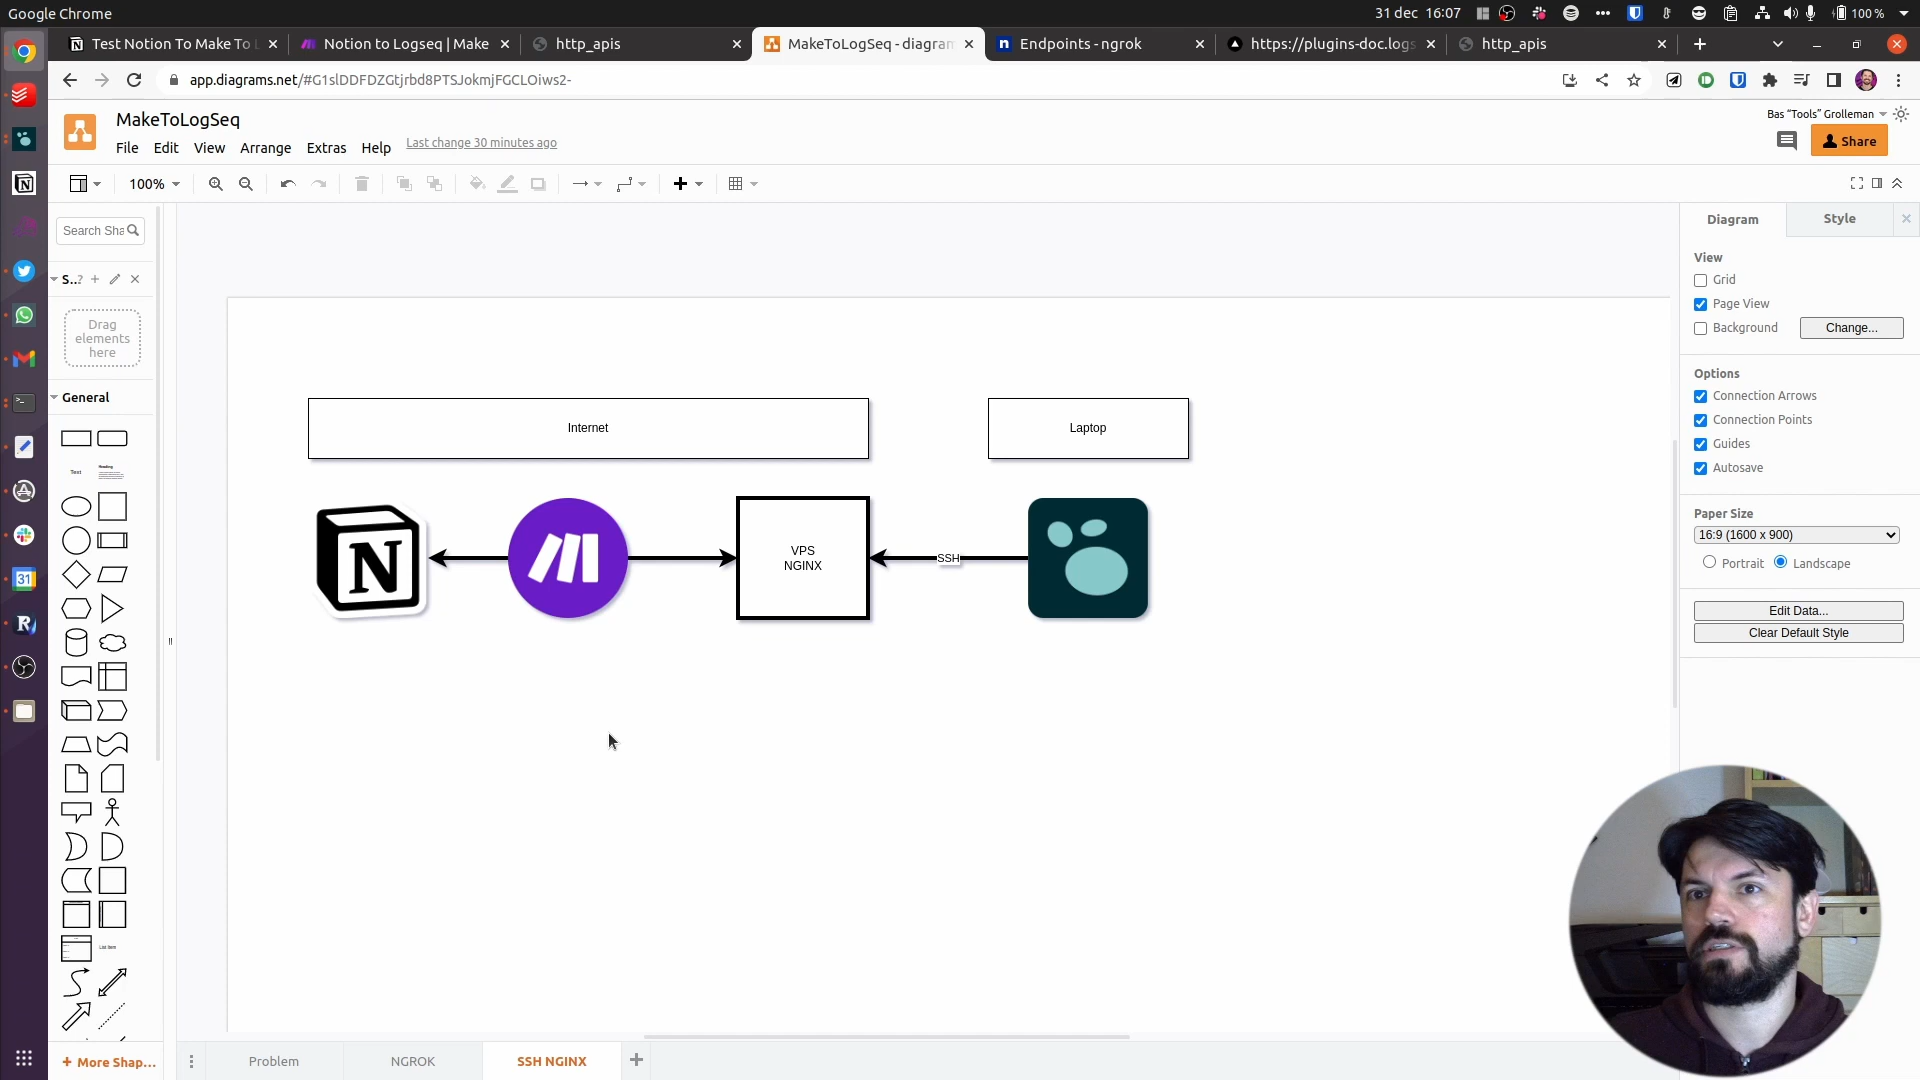 Google Chrome
31 dec 16:07
100 %
Test Notion To Make To L
Notion to Logseq | Make
http_apis
MakeToLogSeq - diagram
Endpoints - ngrok
https://plugins-doc.logs
http_apis
app.diagrams.net/#G1slDDFDZGtjrbd8PTSJokmjFGCLOiws2-
MakeToLogSeq
Bas “Tools” Grolleman
File Edit View Arrange Extras Help Last change 30 minutes ago
Share
100%
Search Sha
S..?
Drag
elements
here
General
Text
Heading
List Item
+ More Shap...
Internet
Laptop
N
VPS
NGINX
SSH
Diagram
Style
View
Grid
Page View
Background
Change...
Options
Connection Arrows
Connection Points
Guides
Autosave
Paper Size
16:9 (1600 x 900)
Portrait
Landscape
Edit Data...
Clear Default Style
Problem
NGROK
SSH NGINX
31